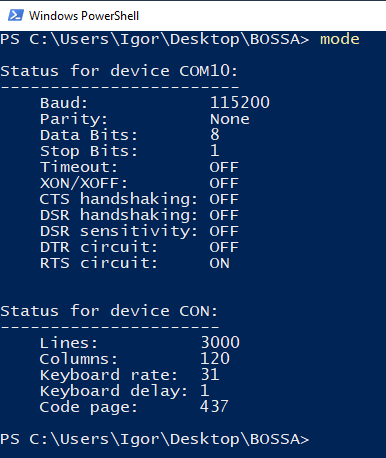 Windows PowerShell
PS C:\Users\Igor\Desktop\BOSSA> mode
Status for device COM10:
------------------------
    Baud:            115200
    Parity:          None
    Data Bits:       8
    Stop Bits:       1
    Timeout:         OFF
    XON/XOFF:        OFF
    CTS handshaking: OFF
    DSR handshaking: OFF
    DSR sensitivity: OFF
    DTR circuit:     OFF
    RTS circuit:     ON
Status for device CON:
----------------------
    Lines:          3000
    Columns:        120
    Keyboard rate:  31
    Keyboard delay: 1
    Code page:      437
PS C:\Users\Igor\Desktop\BOSSA>